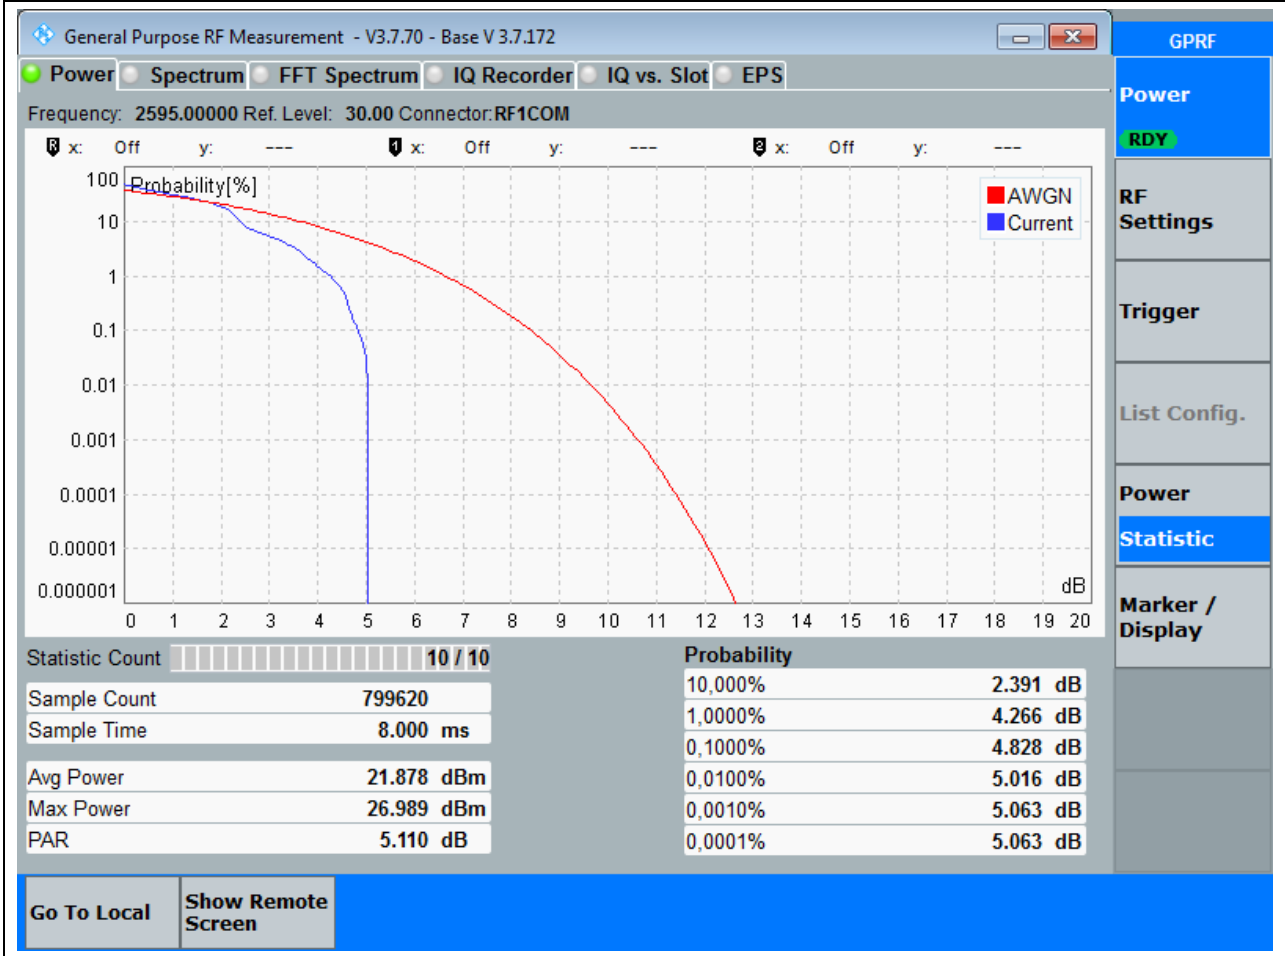 General Purpose RF Measurement - V3.7.70 - Base V 3.7.172
GPRF
Power Spectrum FFT Spectrum IQ Recorder IQ vs. Slot EPS
Frequency: 2595.00000 Ref. Level: 30.00 Connector:RF1COM
R x: Off y: --- 1 x: Off y: --- 2 x: Off y: ---
Probability[%]
AWGN
Current
100
10
1
0.1
0.01
0.001
0.0001
0.00001
0.000001
dB
0 1 2 3 4 5 6 7 8 9 10 11 12 13 14 15 16 17 18 19 20
Statistic Count 10 / 10
Sample Count 799620
Sample Time 8.000 ms
Avg Power 21.878 dBm
Max Power 26.989 dBm
PAR 5.110 dB
Probability
10,000% 2.391 dB
1,0000% 4.266 dB
0,1000% 4.828 dB
0,0100% 5.016 dB
0,0010% 5.063 dB
0,0001% 5.063 dB
Power
RDY
RF
Settings
Trigger
List Config.
Power
Statistic
Marker /
Display
Go To Local
Show Remote
Screen